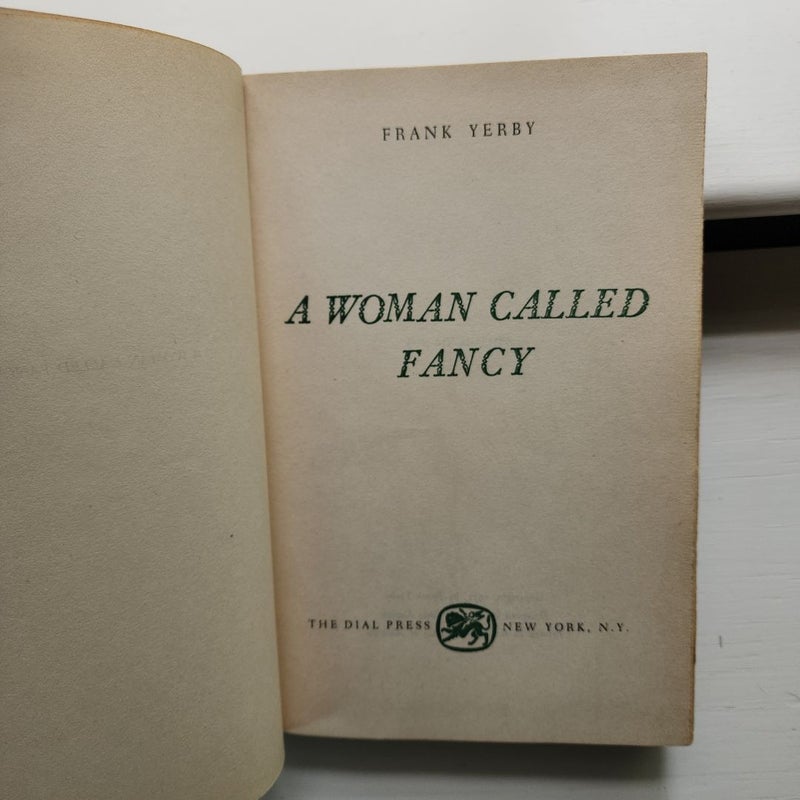 FRANK YERBY
A WOMAN CALLED
FANCY
THE DIAL PRESS NEW YORK, N.Y.